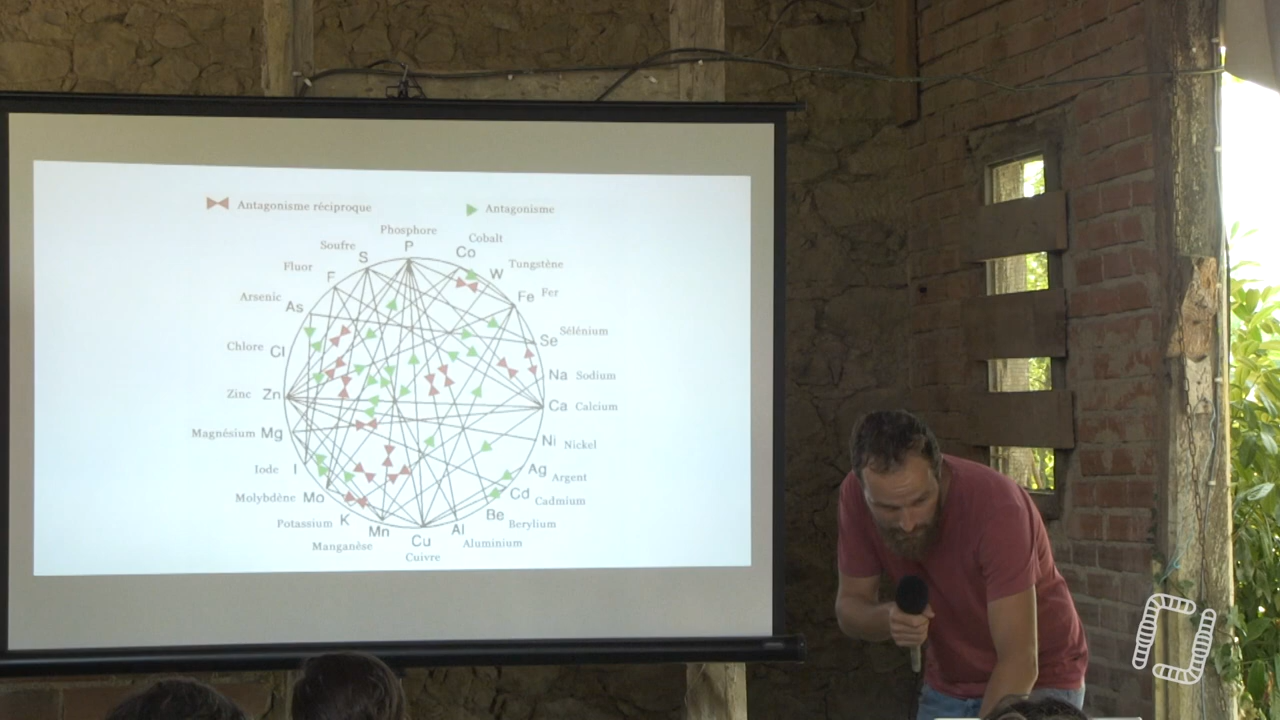 Antagonisme réciproque
Antagonisme
Phosphore
P
Cobalt
Co
Soufre
S
Tungstène
W
Fluor
F
Fe Fer
Arsenic
As
Sélénium
Se
Chlore Cl
Na Sodium
Zinc Zn
Ca Calcium
Magnésium Mg
Ni Nickel
Iode I
Ag Argent
Molybdène Mo
Cd Cadmium
Potassium K
Be Berylium
Manganèse Mn
Al Aluminium
Cu
Cuivre